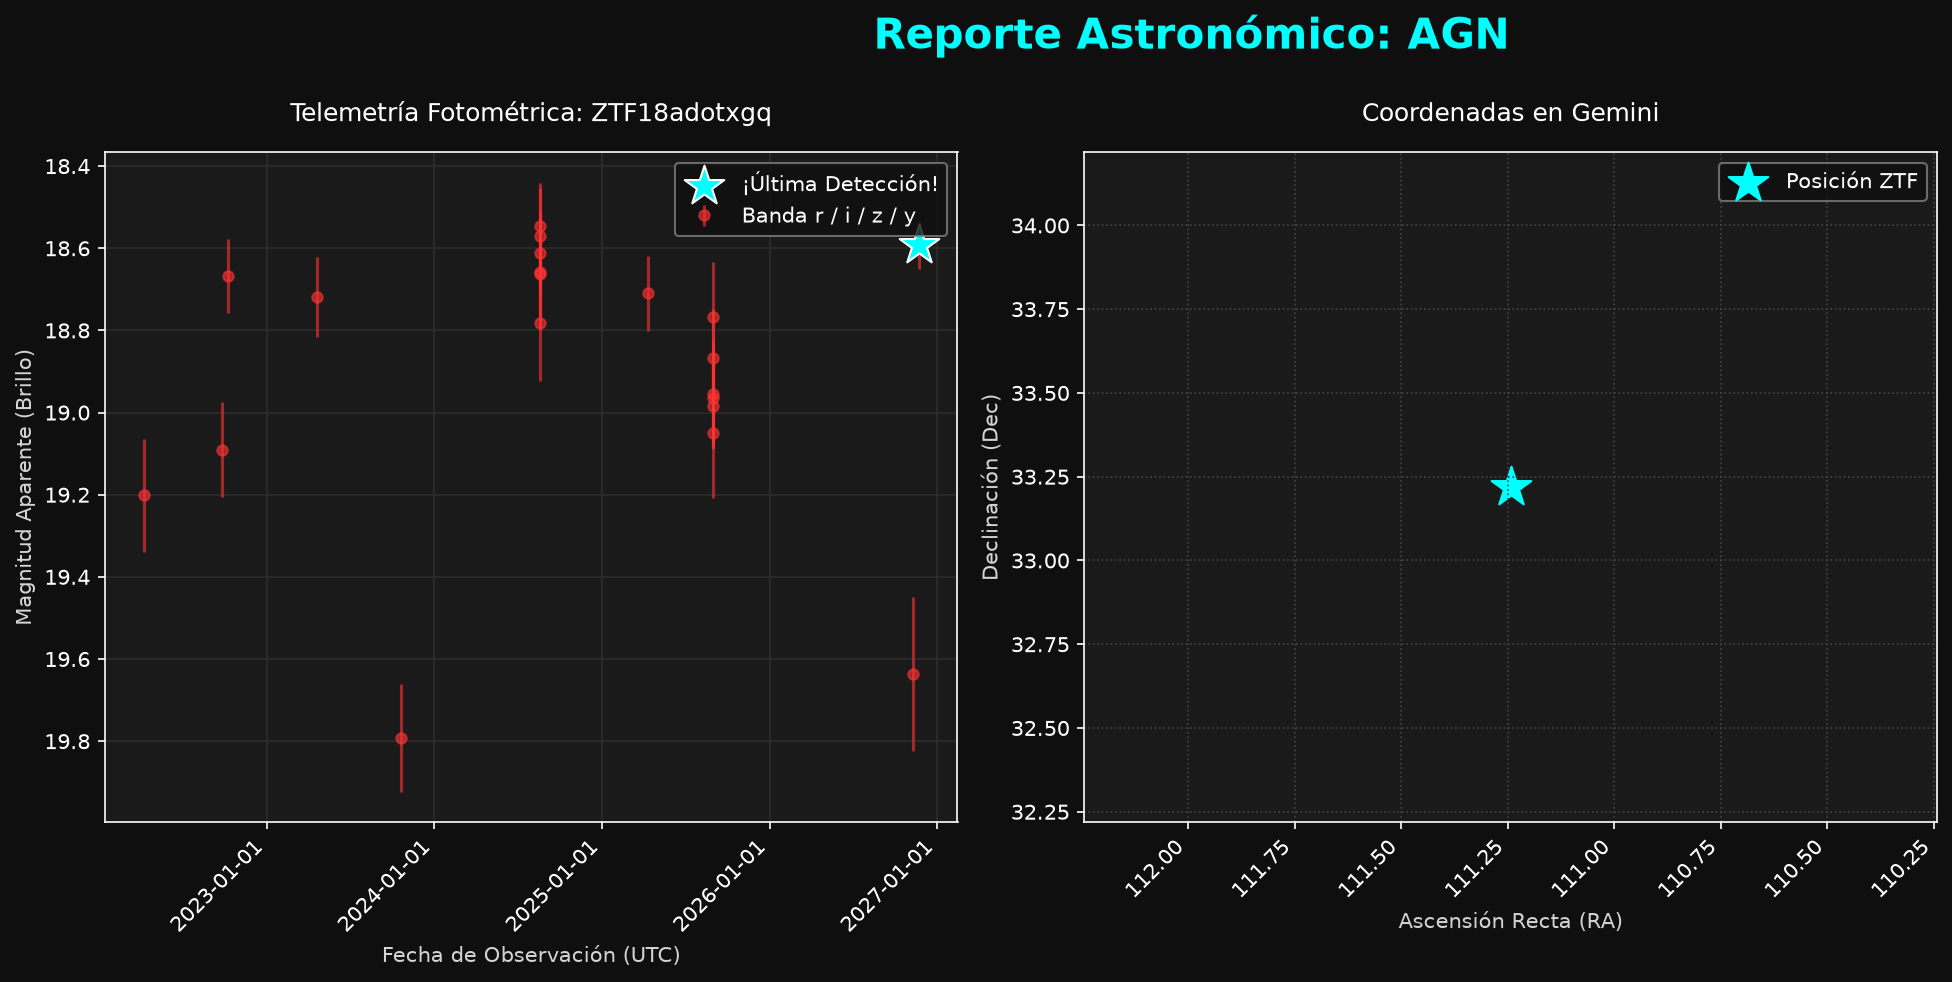 Reporte Astronómico: AGN
Telemetría Fotométrica: ZTF18adotxgq
¡Última Detección!
Banda r / i / z / y
18.4
18.6
18.8
19.0
19.2
19.4
19.6
19.8
Magnitud Aparente (Brillo)
2023-01-01
2024-01-01
2025-01-01
2026-01-01
2027-01-01
Fecha de Observación (UTC)
Coordenadas en Gemini
Posición ZTF
34.00
33.75
33.50
33.25
33.00
32.75
32.50
32.25
Declinación (Dec)
112.00
111.75
111.50
111.25
111.00
110.75
110.50
110.25
Ascensión Recta (RA)